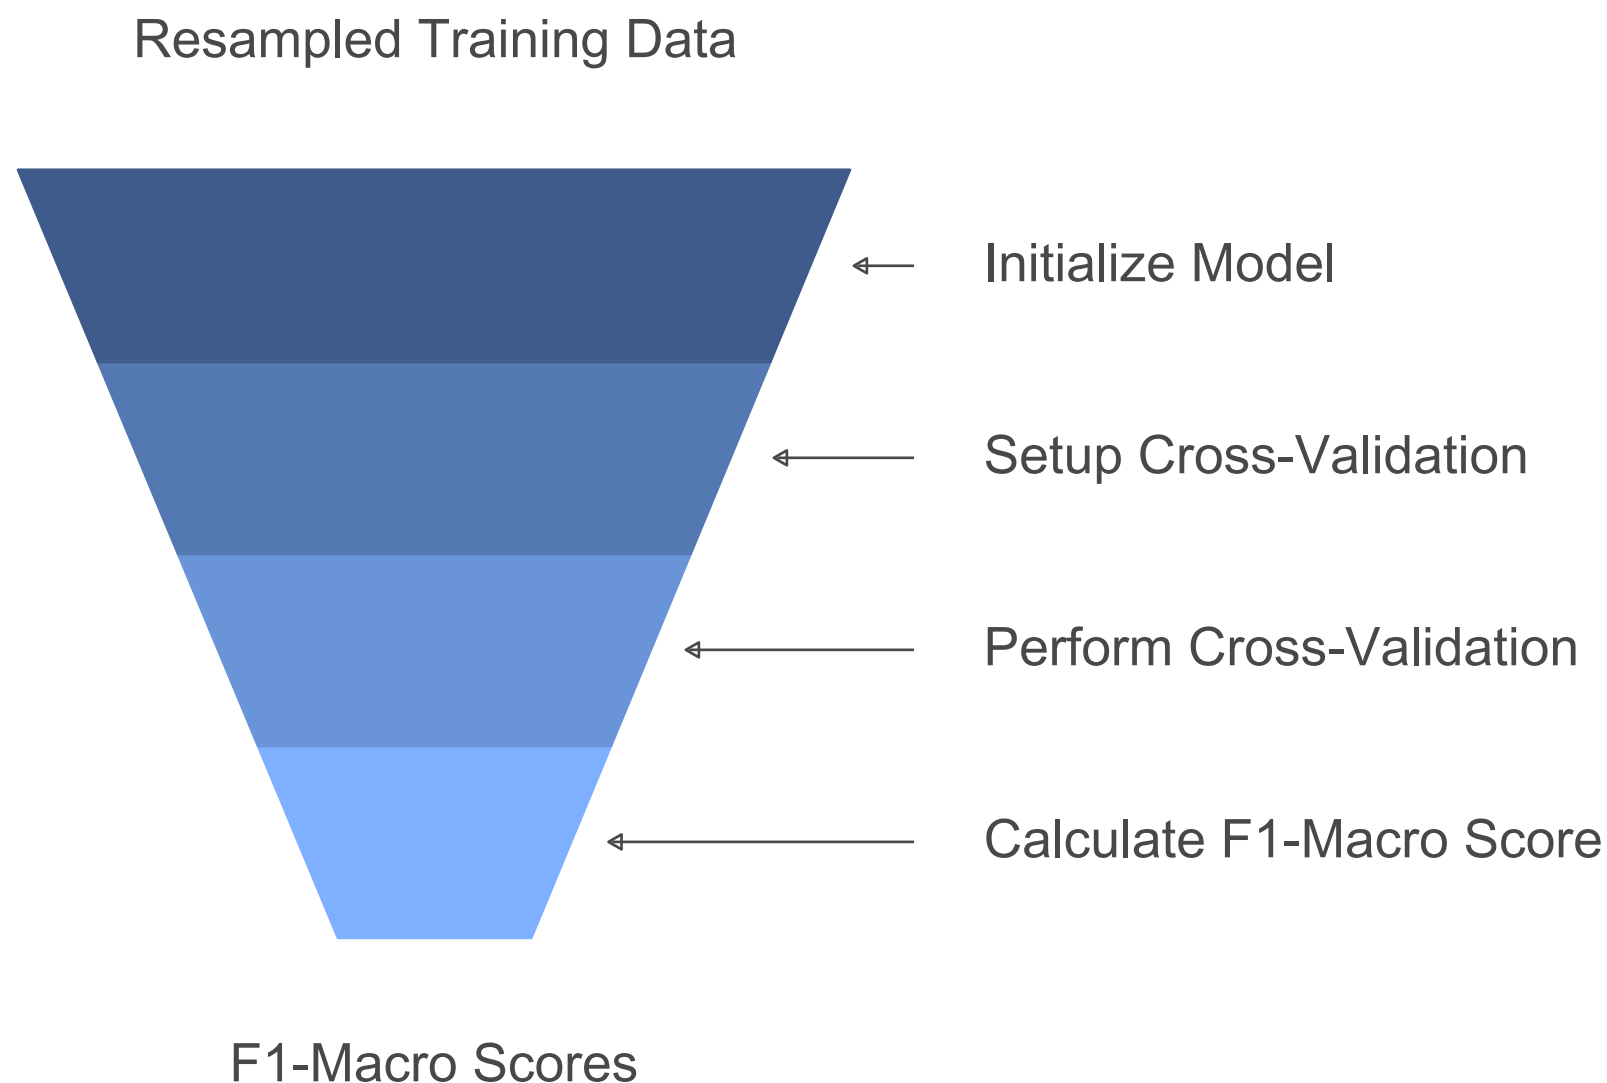 Resampled Training Data
Initialize Model
Setup Cross-Validation
Perform Cross-Validation
Calculate F1-Macro Score
F1-Macro Scores